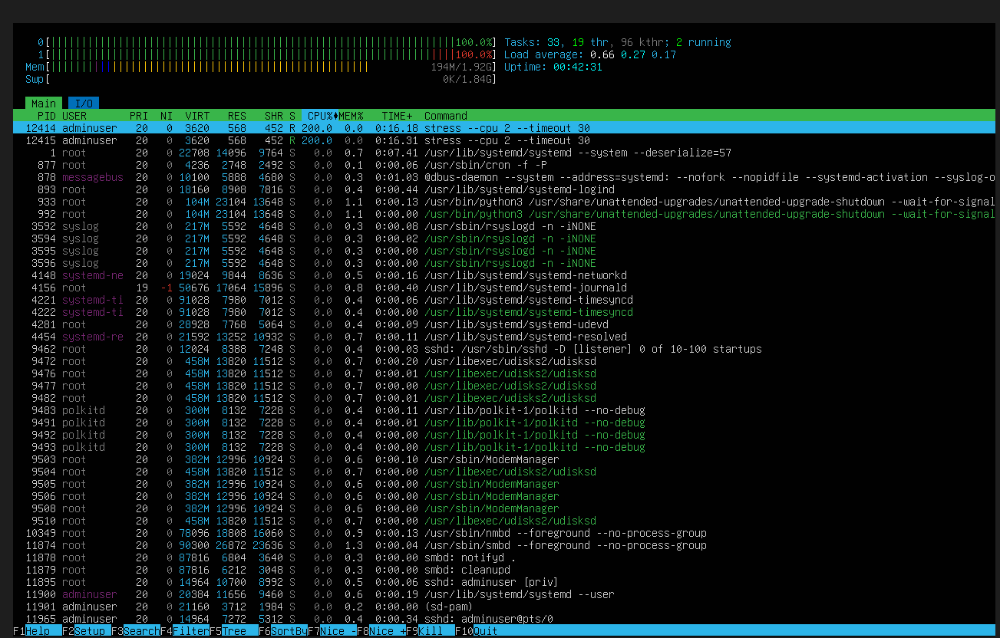 0[||||||||||||||||||||||||||||||||||||||||||||||||||||||||||||||||||100.0%] Tasks: 33, 19 thr, 96 kthr; 2 running
1[||||||||||||||||||||||||||||||||||||||||||||||||||||||||||||||||||100.0%] Load average: 0.66 0.27 0.17
Mem[||||||||||||||||||||||||||||||||||||||||||||||||||||          194M/1.92G] Uptime: 00:42:31
Swp[                                                                0K/1.84G]
Main I/O
PID USER PRI NI VIRT RES SHR S CPU%♦MEM% TIME+ Command
12414 adminuser 20 0 3620 568 452 R 200.0 0.0 0:16.18 stress --cpu 2 --timeout 30
12415 adminuser 20 0 3620 568 452 R 200.0 0.0 0:16.31 stress --cpu 2 --timeout 30
1 root 20 0 22708 14096 9764 S 0.0 0.7 0:07.41 /usr/lib/systemd/systemd --system --deserialize=57
877 root 20 0 4236 2748 2492 S 0.0 0.1 0:00.06 /usr/sbin/cron -f -P
878 messagebus 20 0 10100 5888 4680 S 0.0 0.3 0:01.03 @dbus-daemon --system --address=systemd: --nofork --nopidfile --systemd-activation --syslog-o
893 root 20 0 18160 8908 7816 S 0.0 0.4 0:00.44 /usr/lib/systemd/systemd-logind
933 root 20 0 104M 23104 13648 S 0.0 1.1 0:00.13 /usr/bin/python3 /usr/share/unattended-upgrades/unattended-upgrade-shutdown --wait-for-signal
992 root 20 0 104M 23104 13648 S 0.0 1.1 0:00.00 /usr/bin/python3 /usr/share/unattended-upgrades/unattended-upgrade-shutdown --wait-for-signal
3592 syslog 20 0 217M 5592 4648 S 0.0 0.3 0:00.08 /usr/sbin/rsyslogd -n -iNONE
3594 syslog 20 0 217M 5592 4648 S 0.0 0.3 0:00.02 /usr/sbin/rsyslogd -n -iNONE
3595 syslog 20 0 217M 5592 4648 S 0.0 0.3 0:00.00 /usr/sbin/rsyslogd -n -iNONE
3596 syslog 20 0 217M 5592 4648 S 0.0 0.3 0:00.00 /usr/sbin/rsyslogd -n -iNONE
4148 systemd-ne 20 0 19024 9844 8636 S 0.0 0.5 0:00.16 /usr/lib/systemd/systemd-networkd
4156 root 19 -1 50676 17064 15896 S 0.0 0.8 0:00.40 /usr/lib/systemd/systemd-journald
4221 systemd-ti 20 0 91028 7980 7012 S 0.0 0.4 0:00.06 /usr/lib/systemd/systemd-timesyncd
4222 systemd-ti 20 0 91028 7980 7012 S 0.0 0.4 0:00.00 /usr/lib/systemd/systemd-timesyncd
4281 root 20 0 28928 7768 5064 S 0.0 0.4 0:00.09 /usr/lib/systemd/systemd-udevd
4454 systemd-re 20 0 21592 13252 10932 S 0.0 0.7 0:00.11 /usr/lib/systemd/systemd-resolved
9462 root 20 0 12024 8388 7248 S 0.0 0.4 0:00.03 sshd: /usr/sbin/sshd -D [listener] 0 of 10-100 startups
9472 root 20 0 458M 13820 11512 S 0.0 0.7 0:00.20 /usr/libexec/udisks2/udisksd
9476 root 20 0 458M 13820 11512 S 0.0 0.7 0:00.01 /usr/libexec/udisks2/udisksd
9477 root 20 0 458M 13820 11512 S 0.0 0.7 0:00.00 /usr/libexec/udisks2/udisksd
9482 root 20 0 458M 13820 11512 S 0.0 0.7 0:00.01 /usr/libexec/udisks2/udisksd
9483 polkitd 20 0 300M 8132 7228 S 0.0 0.4 0:00.11 /usr/lib/polkit-1/polkitd --no-debug
9491 polkitd 20 0 300M 8132 7228 S 0.0 0.4 0:00.01 /usr/lib/polkit-1/polkitd --no-debug
9492 polkitd 20 0 300M 8132 7228 S 0.0 0.4 0:00.00 /usr/lib/polkit-1/polkitd --no-debug
9493 polkitd 20 0 300M 8132 7228 S 0.0 0.4 0:00.00 /usr/lib/polkit-1/polkitd --no-debug
9503 root 20 0 382M 12996 10924 S 0.0 0.6 0:00.10 /usr/sbin/ModemManager
9504 root 20 0 458M 13820 11512 S 0.0 0.7 0:00.00 /usr/libexec/udisks2/udisksd
9505 root 20 0 382M 12996 10924 S 0.0 0.6 0:00.00 /usr/sbin/ModemManager
9506 root 20 0 382M 12996 10924 S 0.0 0.6 0:00.00 /usr/sbin/ModemManager
9508 root 20 0 382M 12996 10924 S 0.0 0.6 0:00.00 /usr/sbin/ModemManager
9510 root 20 0 458M 13820 11512 S 0.0 0.7 0:00.00 /usr/libexec/udisks2/udisksd
10349 root 20 0 78096 18808 16060 S 0.0 0.9 0:00.13 /usr/sbin/nmbd --foreground --no-process-group
11874 root 20 0 90300 26872 23636 S 0.0 1.3 0:00.04 /usr/sbin/smbd --foreground --no-process-group
11878 root 20 0 87816 6804 3640 S 0.0 0.3 0:00.00 smbd: notifyd .
11879 root 20 0 87816 6212 3048 S 0.0 0.3 0:00.00 smbd: cleanupd
11895 root 20 0 14964 10700 8992 S 0.0 0.5 0:00.06 sshd: adminuser [priv]
11900 adminuser 20 0 20384 11656 9460 S 0.0 0.6 0:00.19 /usr/lib/systemd/systemd --user
11901 adminuser 20 0 21160 3712 1984 S 0.0 0.2 0:00.00 (sd-pam)
11965 adminuser 20 0 14964 7272 5312 S 0.0 0.4 0:00.34 sshd: adminuser@pts/0
F1Help F2Setup F3SearchF4FilterF5Tree F6SortByF7Nice -F8Nice +F9Kill F10Quit